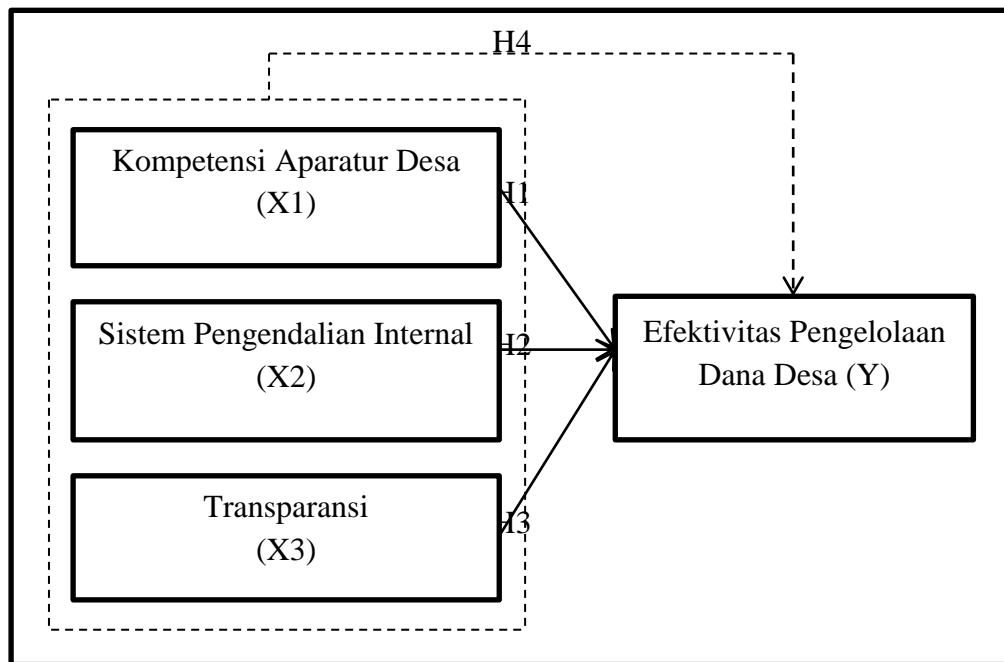 H4
Kompetensi Aparatur Desa
(X1)
H1
Sistem Pengendalian Internal
(X2)
H2
Efektivitas Pengelolaan
Dana Desa (Y)
Transparansi
(X3)
H3